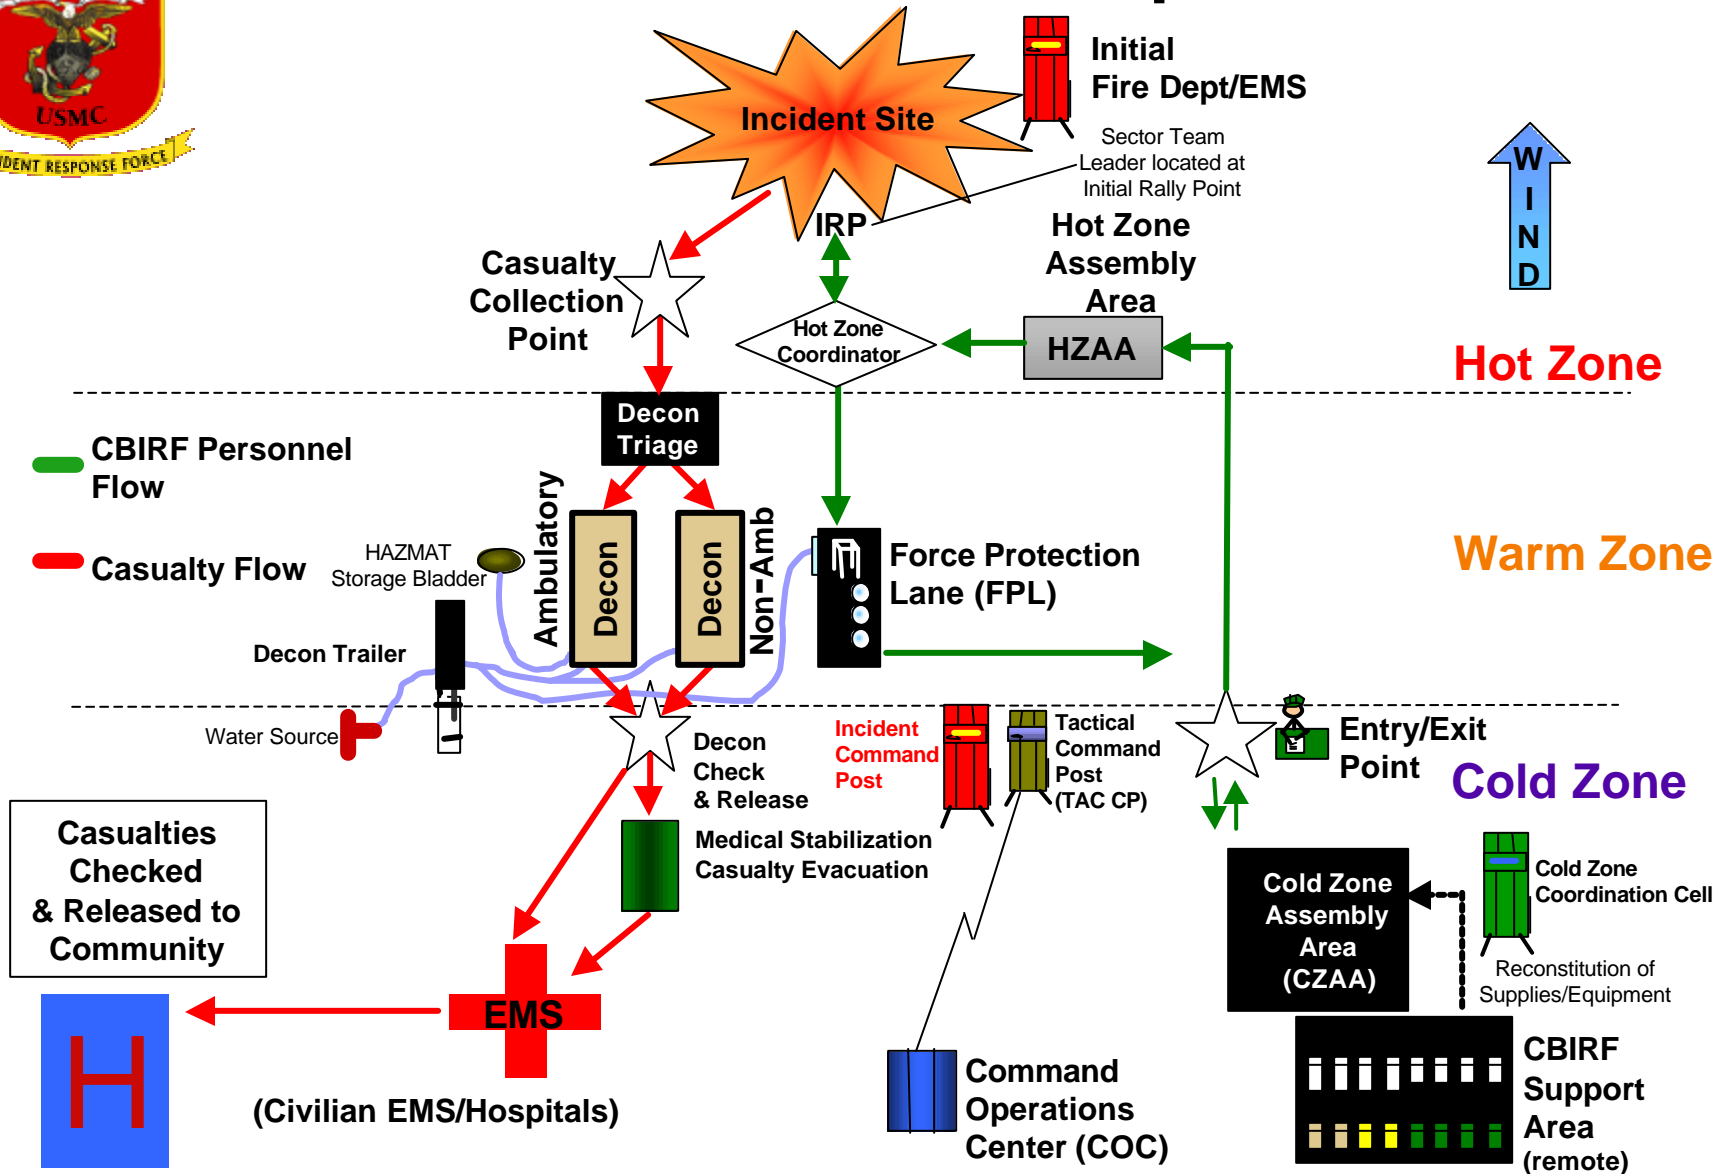 USMC
IDENT RESPONSE FORCE
Initial
Fire Dept/EMS
Incident Site
Sector Team
Leader located at
Initial Rally Point
IRP
W
I
N
D
Hot Zone
Assembly
Area
Casualty
Collection
Point
Hot Zone
Coordinator
HZAA
Hot Zone
Decon
Triage
CBIRF Personnel
Flow
Casualty Flow
HAZMAT
Storage Bladder
Ambulatory
Decon
Decon
Non-Amb
Force Protection
Lane (FPL)
Warm Zone
Decon Trailer
Water Source
Decon
Check
& Release
Incident
Command
Post
Tactical
Command
Post
(TAC CP)
Entry/Exit
Point
Cold Zone
Casualties
Checked
& Released to
Community
Medical Stabilization
Casualty Evacuation
Cold Zone
Assembly
Area
(CZAA)
Cold Zone
Coordination Cell
Reconstitution of
Supplies/Equipment
EMS
H
(Civilian EMS/Hospitals)
Command
Operations
Center (COC)
CBIRF
Support
Area
(remote)